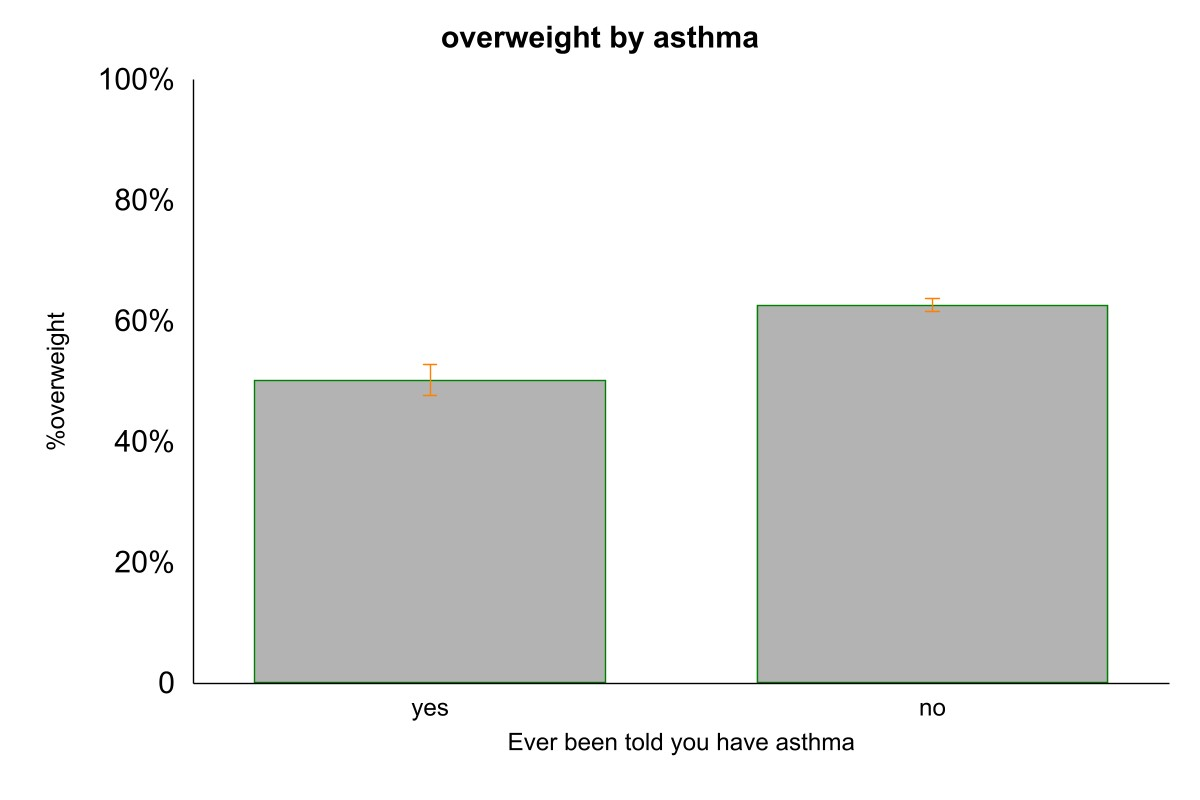 overweight by asthma
100%
80%
60%
40%
20%
0
%overweight
yes no
Ever been told you have asthma